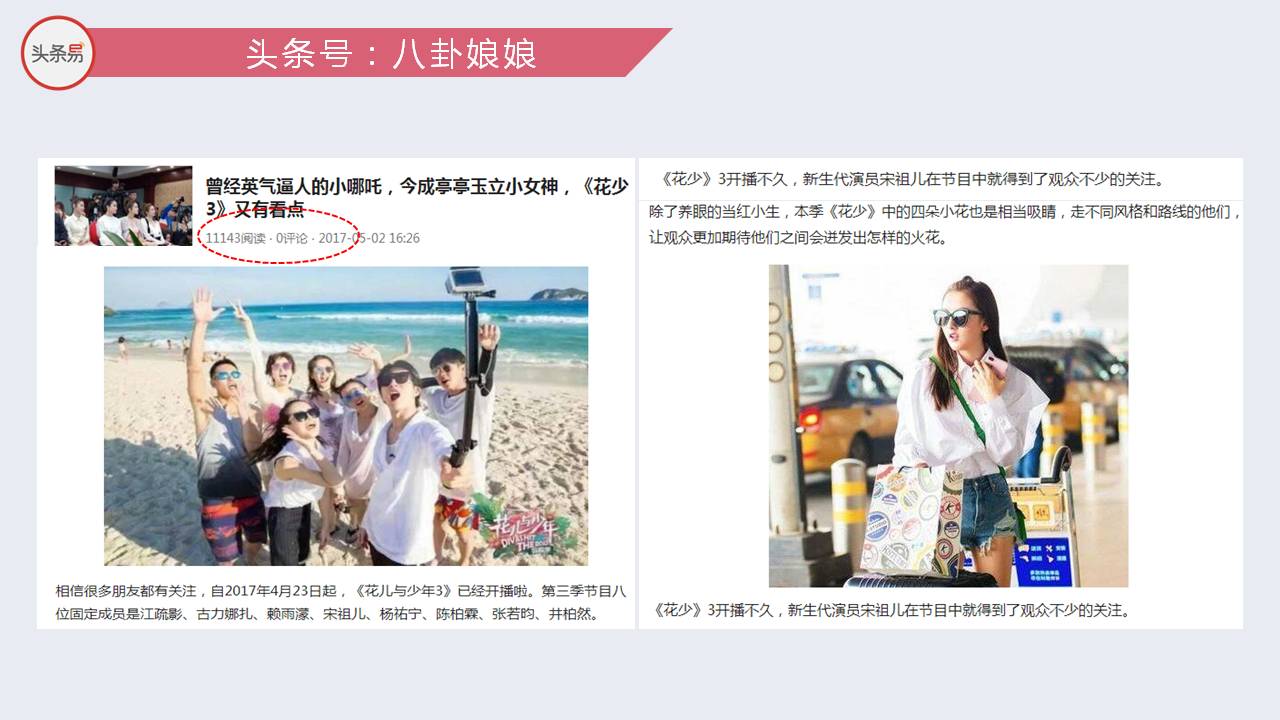 头条易
头条号：八卦娘娘
曾经英气逼人的小哪吒，今成亭亭玉立小女神，《花少
3》又有看点
11143阅读 · 0评论 · 2017-05-02 16:26
花儿与少年
DIVAS HIT
THE ROAD
相信很多朋友都有关注，自2017年4月23日起，《花儿与少年3》已经开播啦。第三季节目八
位固定成员是江疏影、古力娜扎、赖雨濛、宋祖儿、杨祐宁、陈柏霖、张若昀、井柏然。
《花少》3开播不久，新生代演员宋祖儿在节目中就得到了观众不少的关注。
除了养眼的当红小生，本季《花少》中的四朵小花也是相当吸睛，走不同风格和路线的他们，
让观众更加期待他们之间会迸发出怎样的火花。
《花少》3开播不久，新生代演员宋祖儿在节目中就得到了观众不少的关注。